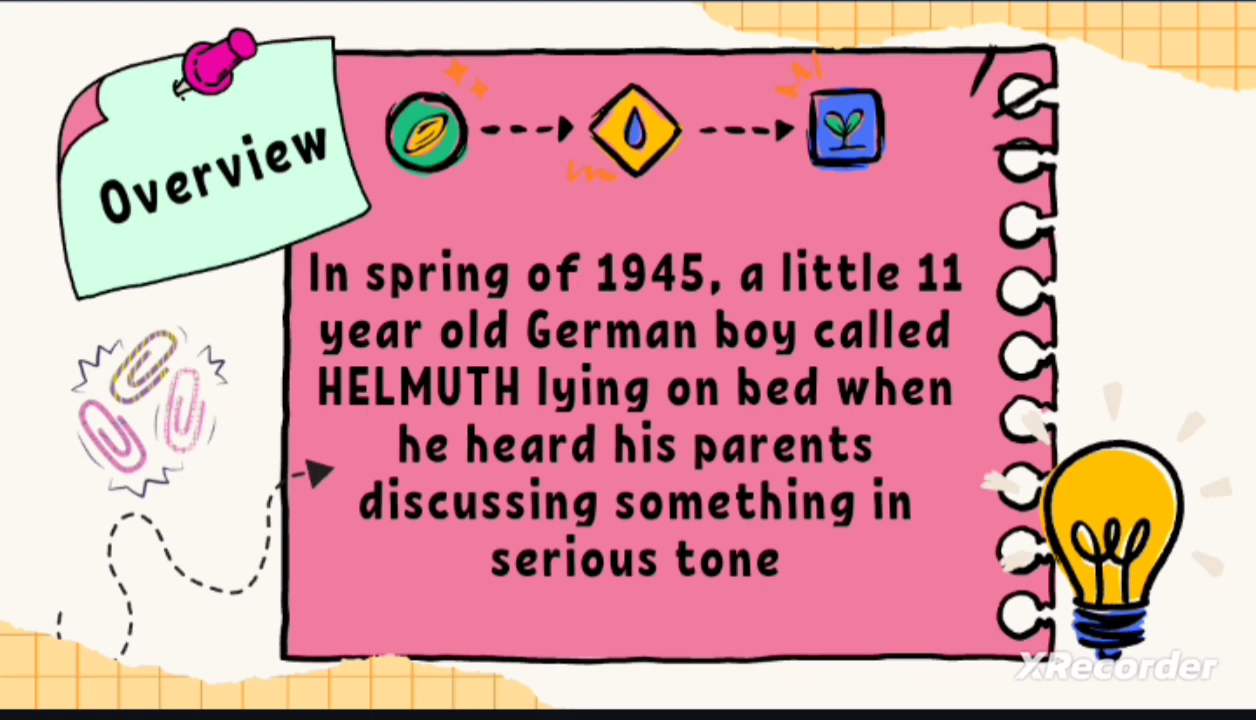 Overview
In spring of 1945, a little 11
year old German boy called
HELMUTH lying on bed when
he heard his parents
discussing something in
serious tone
XRecorder